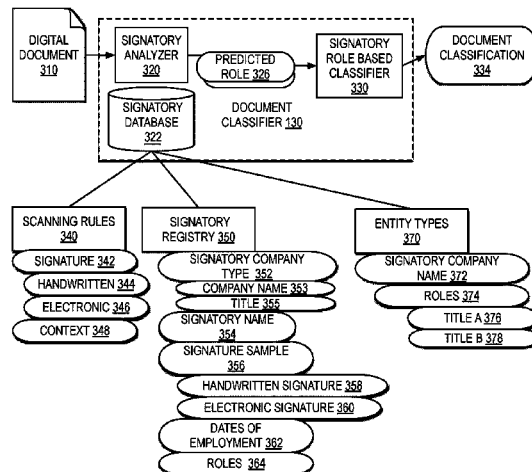 DIGITAL
DOCUMENT
310
SIGNATORY
ANALYZER
320
PREDICTED
ROLE 326
SIGNATORY
ROLE BASED
CLASSIFIER
330
DOCUMENT
CLASSIFICATION
334
SIGNATORY
DATABASE
322
DOCUMENT
CLASSIFIER 130
SCANNING RULES
340
SIGNATURE 342
HANDWRITTEN 344
ELECTRONIC 346
CONTEXT 348
SIGNATORY
REGISTRY 350
SIGNATORY COMPANY
TYPE 352
COMPANY NAME 353
TITLE 355
SIGNATORY NAME
354
SIGNATURE SAMPLE
356
HANDWRITTEN SIGNATURE 358
ELECTRONIC SIGNATURE 360
DATES OF
EMPLOYMENT 362
ROLES 364
ENTITY TYPES
370
SIGNATORY COMPANY
NAME 372
ROLES 374
TITLE A 376
TITLE B 378